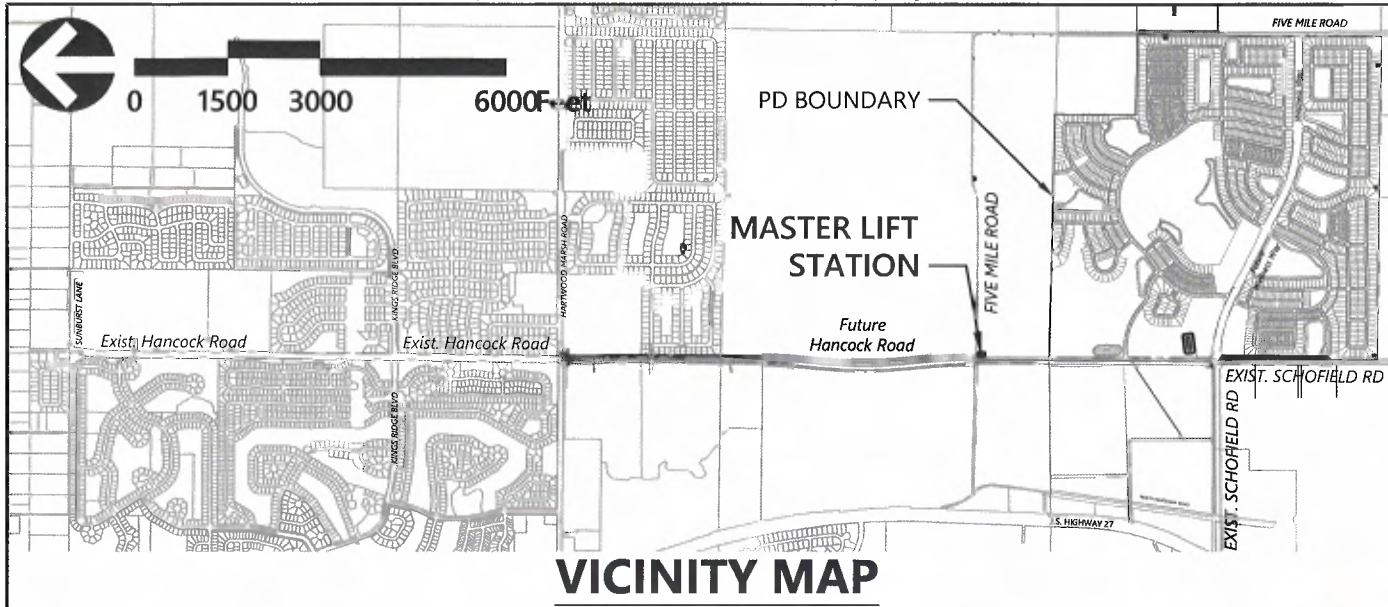 FIVE MILE ROAD
0 1500 3000 6000F et
PD BOUNDARY
MASTER LIFT
STATION
FIVE MILE ROAD
HARTWOOD MARSH ROAD
KINGS RIDGE BLVD
SUNBURST LANE
Exist. Hancock Road
Exist. Hancock Road
Future
Hancock Road
EXIST. SCHOFIELD RD
EXIST. SCHOFIELD RD
KINGS RIDGE BLVD
S. HIGHWAY 27
VICINITY MAP